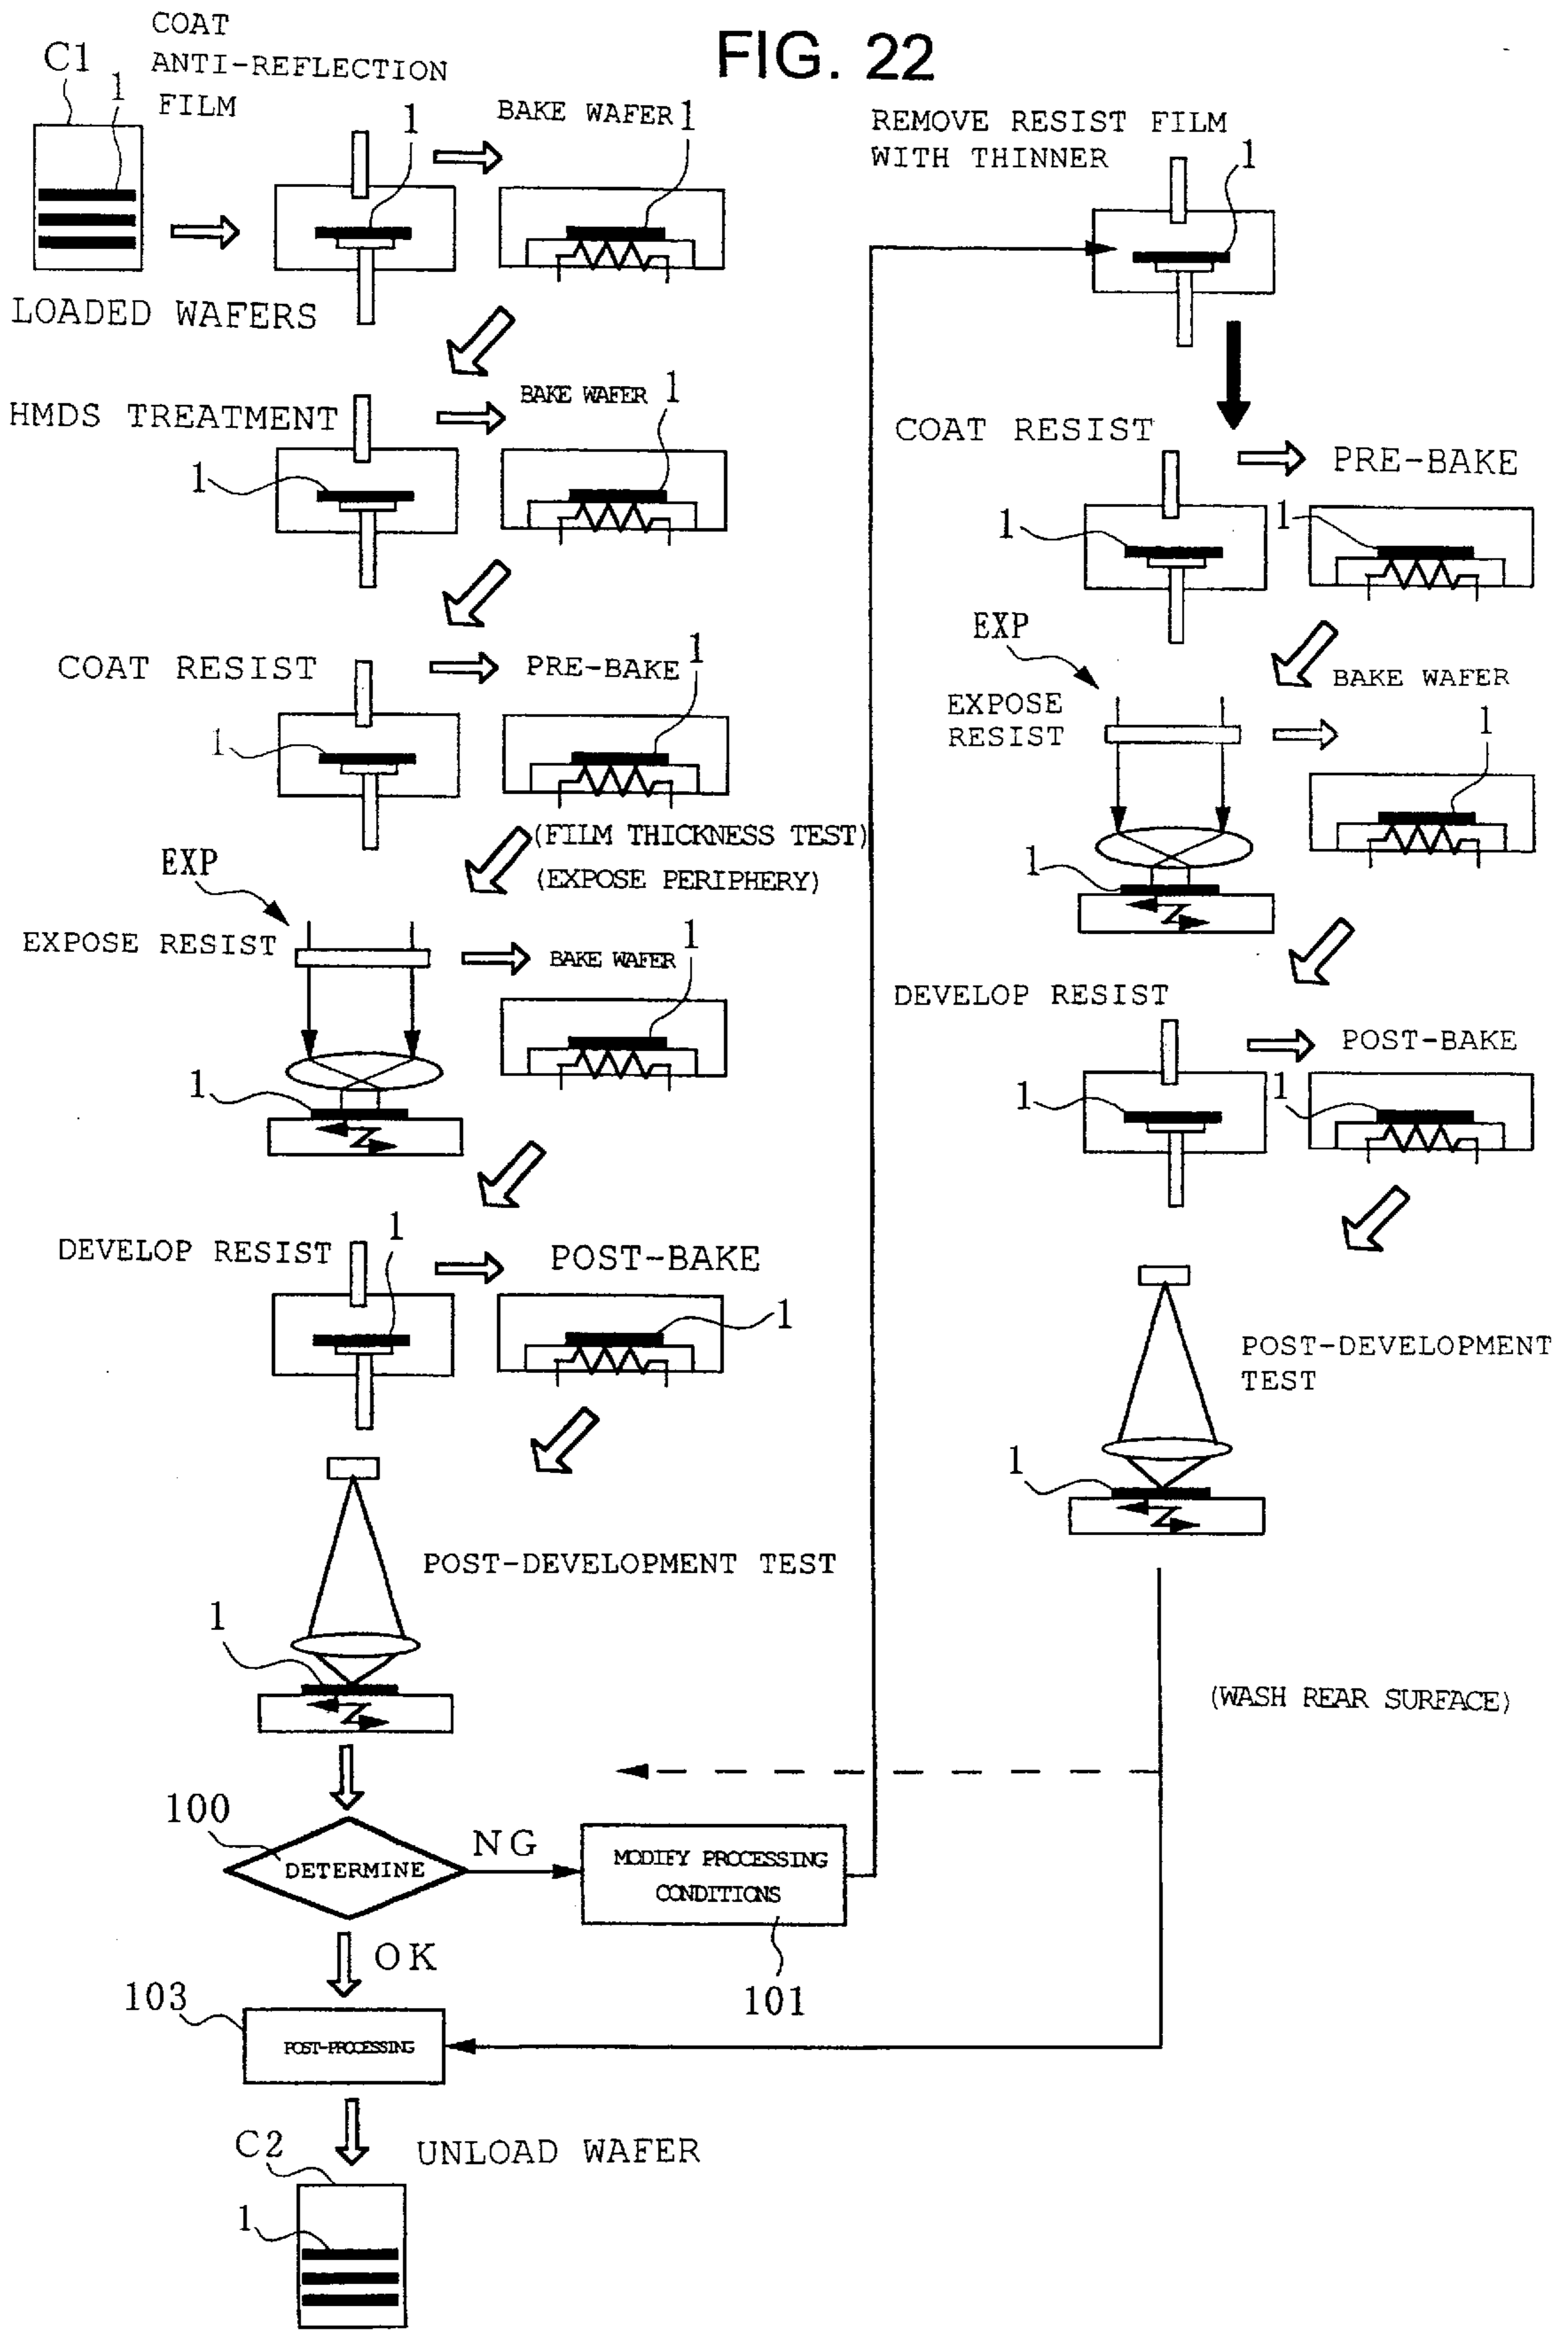 FIG. 22
C1
1
COAT
ANTI-REFLECTION
FILM
1
BAKE WAFER
1
LOADED WAFERS
HMDS TREATMENT
1
BAKE WAFER
1
COAT RESIST
1
PRE-BAKE
1
(FILM THICKNESS TEST)
(EXPOSE PERIPHERY)
EXP
EXPOSE RESIST
1
BAKE WAFER
1
DEVELOP RESIST
1
POST-BAKE
1
POST-DEVELOPMENT TEST
1
100
DETERMINE
NG
MODIFY PROCESSING
CONDITIONS
101
OK
103
POST-PROCESSING
C2
UNLOAD WAFER
1
REMOVE RESIST FILM
WITH THINNER
1
COAT RESIST
1
PRE-BAKE
1
EXP
EXPOSE
RESIST
1
BAKE WAFER
1
DEVELOP RESIST
1
POST-BAKE
1
POST-DEVELOPMENT
TEST
1
(WASH REAR SURFACE)